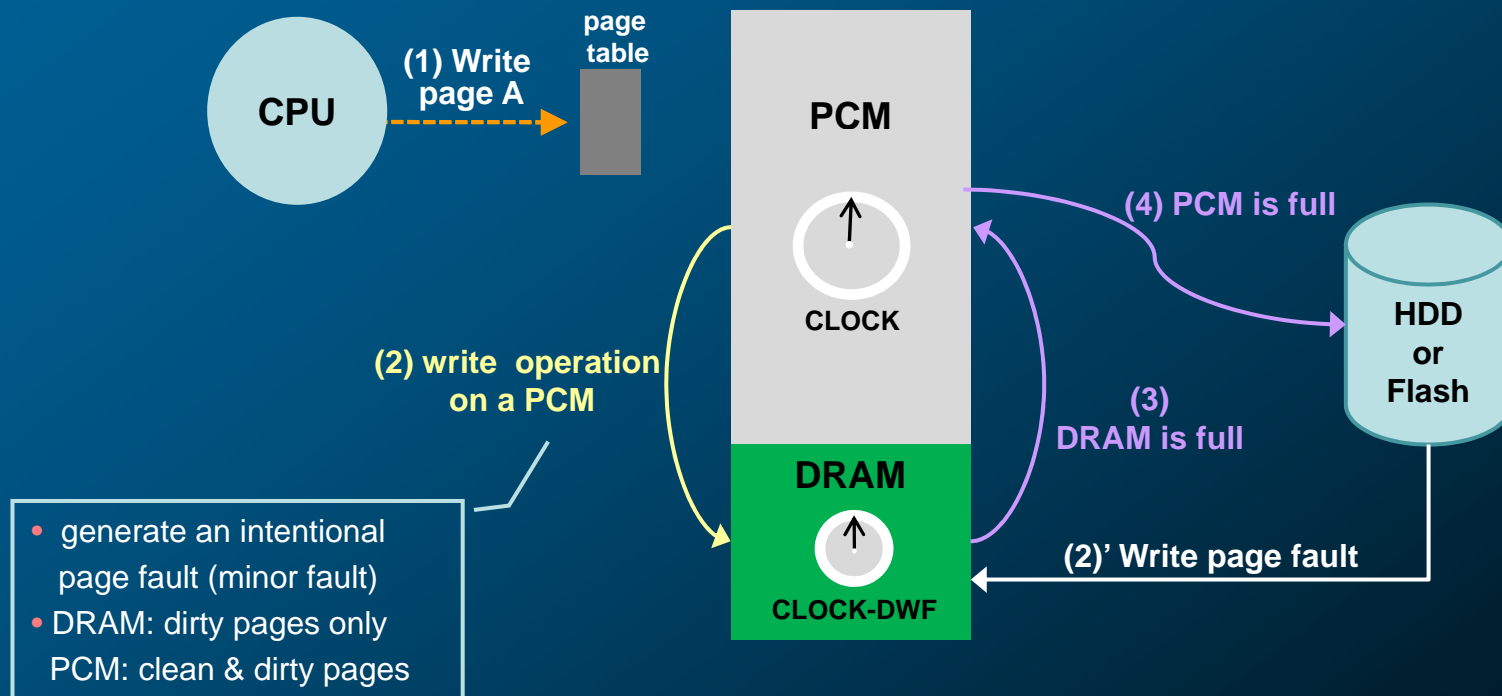 page
table
(1) Write
page A
CPU
PCM
CLOCK
(4) PCM is full
HDD
or
Flash
(2) write operation
on a PCM
(3)
DRAM is full
DRAM
CLOCK-DWF
(2)’ Write page fault
• generate an intentional
page fault (minor fault)
• DRAM: dirty pages only
PCM: clean & dirty pages